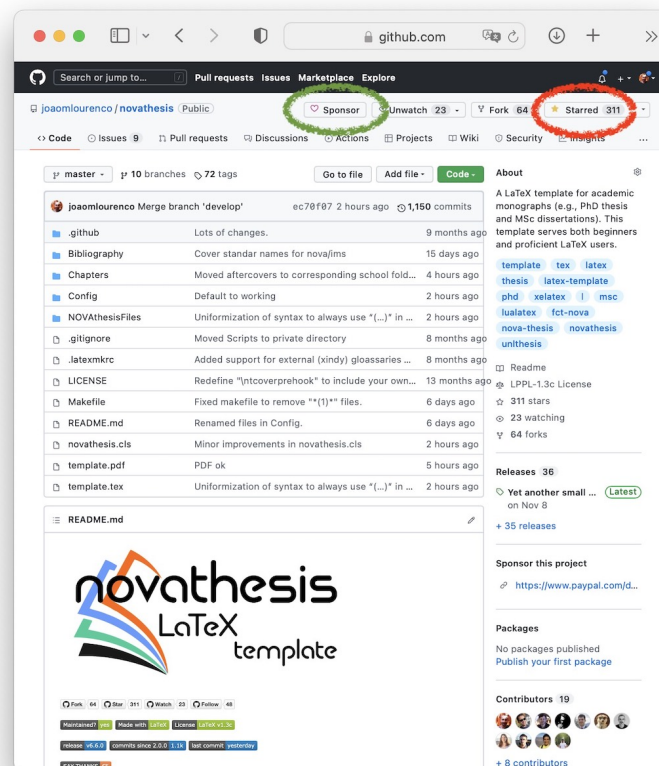 github.com
Search or jump to... / Pull requests Issues Marketplace Explore
joaomlourenco / novathesis Public Sponsor Unwatch 23 Fork 64 Starred 311
Code Issues 9 Pull requests Discussions Actions Projects Wiki Security Insights ...
master 10 branches 72 tags Go to file Add file Code
joaomlourenco Merge branch 'develop' ec70f07 2 hours ago 1,150 commits
.github Lots of changes. 9 months ago
Bibliography Cover standar names for nova/ims 15 days ago
Chapters Moved aftercovers to corresponding school fold... 4 hours ago
Config Default to working 2 hours ago
NOVAthesisFiles Uniformization of syntax to always use "(...)" in ... 2 hours ago
.gitignore Moved Scripts to private directory 8 months ago
.latexmkrc Added support for external (xindy) gloassaries ... 8 months ago
LICENSE Redefine "\ntcoverprehook" to include your own... 13 months ago
Makefile Fixed makefile to remove "*(1)*" files. 6 days ago
README.md Renamed files in Config. 6 days ago
novathesis.cls Minor improvements in novathesis.cls 2 hours ago
template.pdf PDF ok 5 hours ago
template.tex Uniformization of syntax to always use "(...)" in ... 2 hours ago
README.md
novathesis
LaTeX
template
Fork 64 Star 311 Watch 23 Follow 48
Maintained? yes Made with LaTeX License LaTeX v1.3c
release v6.6.0 commits since 2.0.0 1.1k last commit yesterday
SAY THANKS
About
A LaTeX template for academic
monographs (e.g., PhD thesis
and MSc dissertations). This
template serves both beginners
and proficient LaTeX users.
template tex latex
thesis latex-template
phd xelatex l msc
lualatex fct-nova
nova-thesis novathesis
unlthesis
Readme
LPPL-1.3c License
311 stars
23 watching
64 forks
Releases 36
Yet another small ... Latest
on Nov 8
+ 35 releases
Sponsor this project
https://www.paypal.com/d...
Packages
No packages published
Publish your first package
Contributors 19
+ 8 contributors